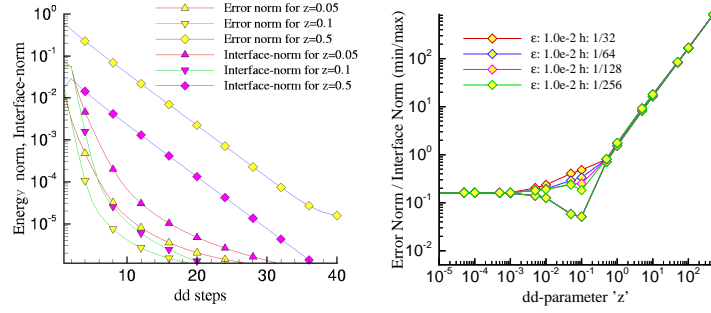 Error norm for z=0.05
Error norm for z=0.1
Error norm for z=0.5
Interface-norm for z=0.05
Interface-norm for z=0.1
Interface-norm for z=0.5
Energy norm, Interface-norm
10^0
10^-1
10^-2
10^-3
10^-4
10^-5
10 20 30 40
dd steps
ε: 1.0e-2 h: 1/32
ε: 1.0e-2 h: 1/64
ε: 1.0e-2 h: 1/128
ε: 1.0e-2 h: 1/256
Error Norm / Interface Norm (min/max)
10^2
10^1
10^0
10^-1
10^-2
10^-5 10^-4 10^-3 10^-2 10^-1 10^0 10^1 10^2
dd-parameter 'z'